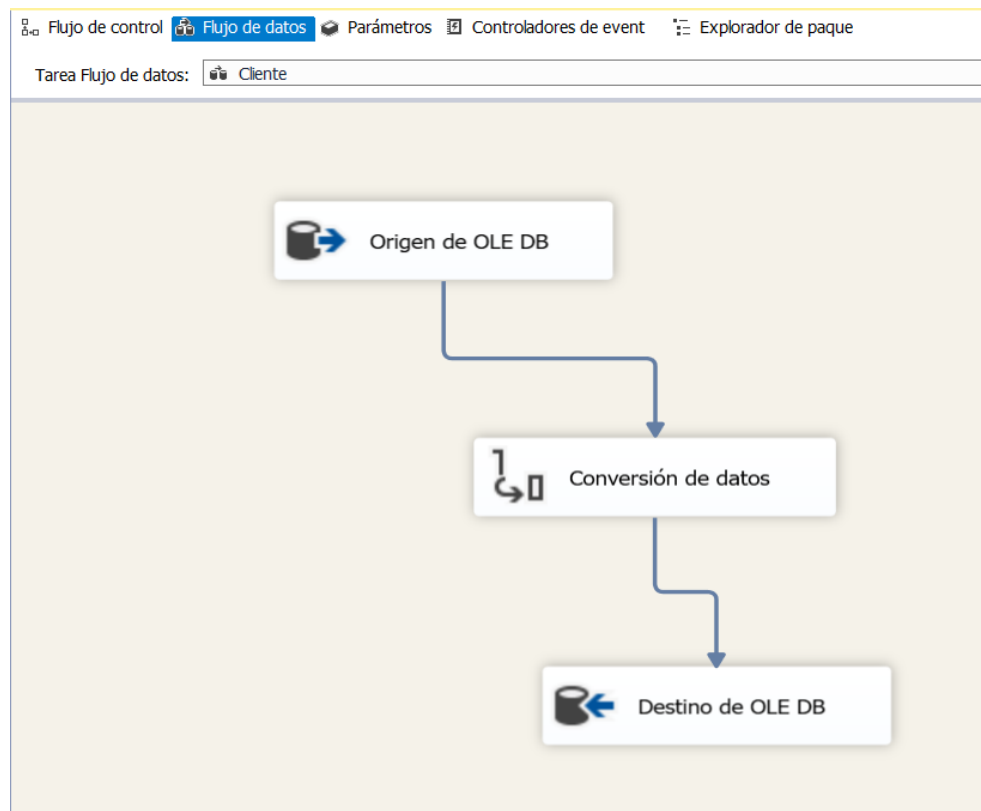 Flujo de control Flujo de datos Parámetros Controladores de event Explorador de paque
Tarea Flujo de datos: Cliente
Origen de OLE DB
Conversión de datos
Destino de OLE DB